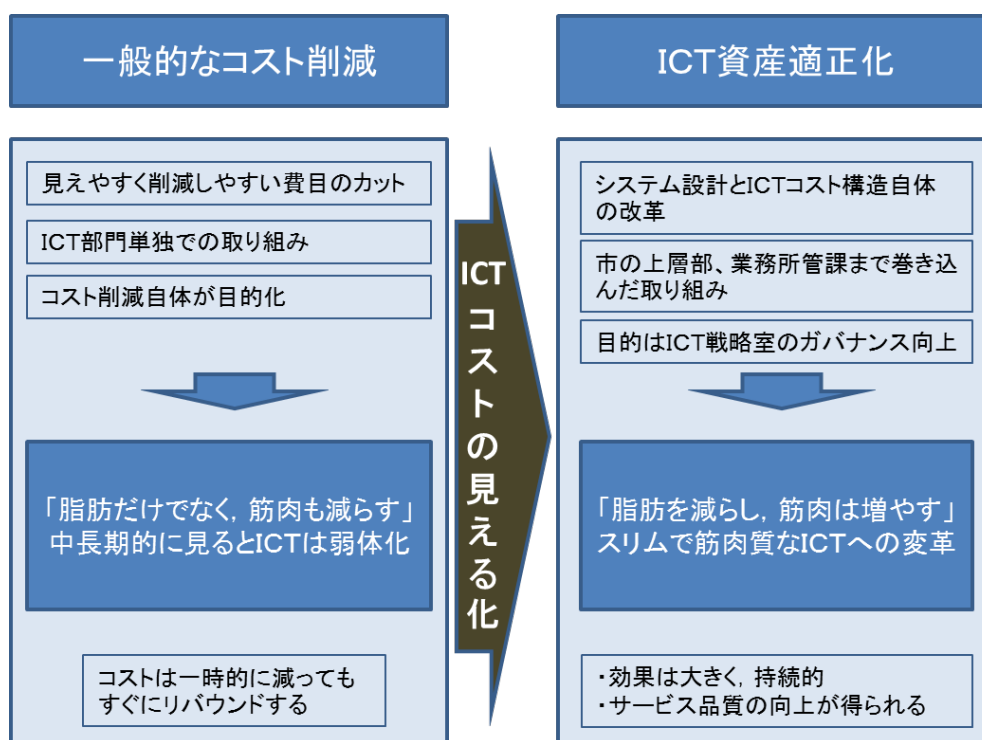 一般的なコスト削減
見えやすく削減しやすい費目のカット
ICT部門単独での取り組み
コスト削減自体が目的化
「脂肪だけでなく, 筋肉も減らす」
中長期的に見るとICTは弱体化
コストは一時的に減っても
すぐにリバウンドする
ICTコストの見える化
ICT資産適正化
システム設計とICTコスト構造自体
の改革
市の上層部、業務所管課まで巻き込
んだ取り組み
目的はICT戦略室のガバナンス向上
「脂肪を減らし, 筋肉は増やす」
スリムで筋肉質なICTへの変革
・効果は大きく, 持続的
・サービス品質の向上が得られる